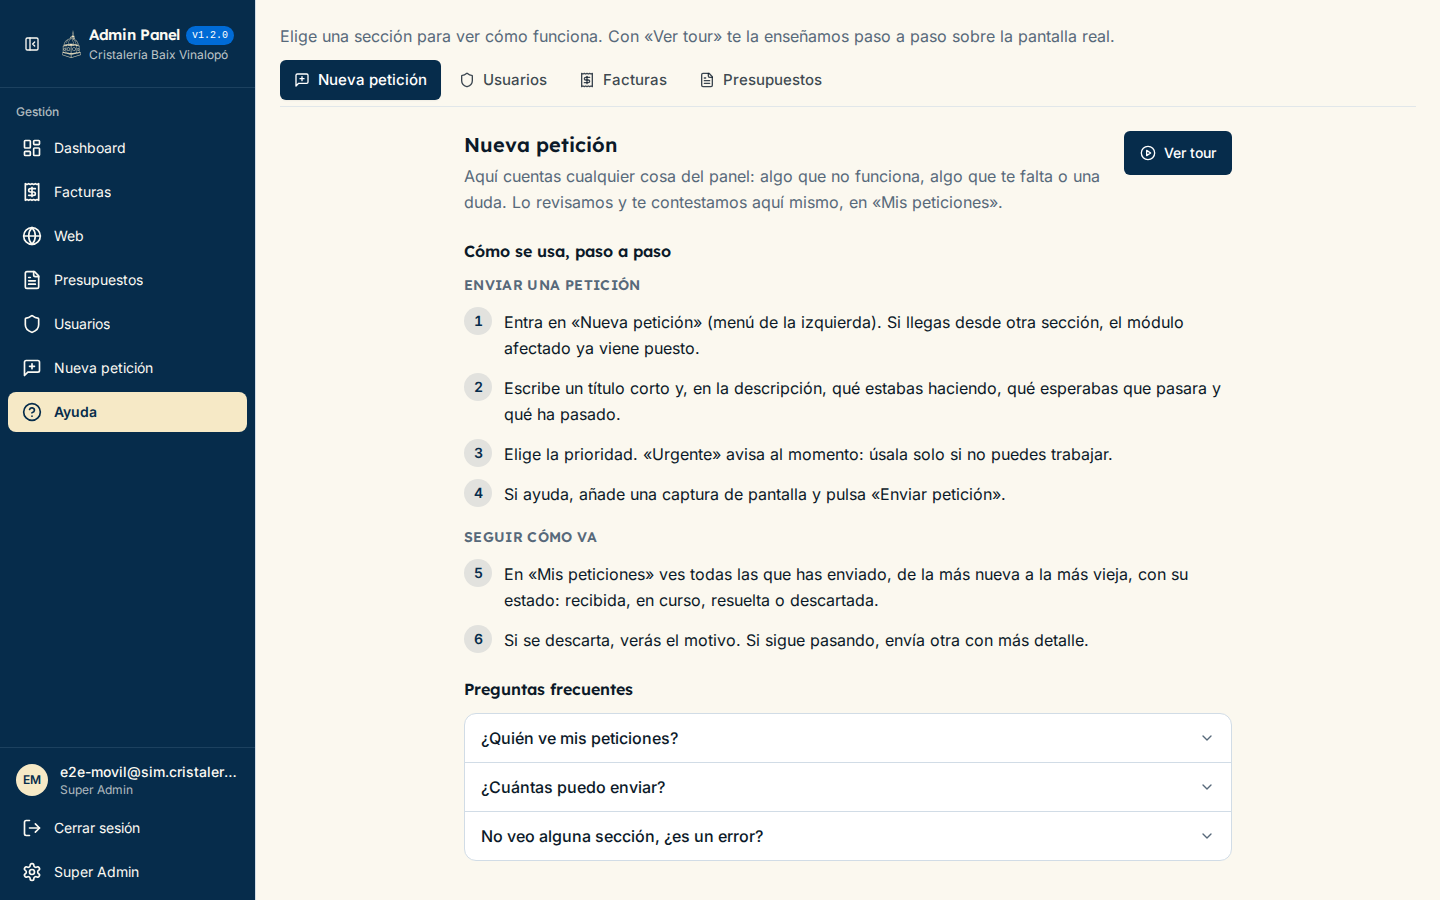 Admin Panel v1.2.0
Cristalería Baix Vinalopó
Gestión
Dashboard
Facturas
Web
Presupuestos
Usuarios
Nueva petición
Ayuda
EM
e2e-movil@sim.cristaler...
Super Admin
Cerrar sesión
Super Admin
Elige una sección para ver cómo funciona. Con «Ver tour» te la enseñamos paso a paso sobre la pantalla real.
Nueva petición Usuarios Facturas Presupuestos
Nueva petición
Ver tour
Aquí cuentas cualquier cosa del panel: algo que no funciona, algo que te falta o una
duda. Lo revisamos y te contestamos aquí mismo, en «Mis peticiones».
Cómo se usa, paso a paso
ENVIAR UNA PETICIÓN
1 Entra en «Nueva petición» (menú de la izquierda). Si llegas desde otra sección, el módulo
afectado ya viene puesto.
2 Escribe un título corto y, en la descripción, qué estabas haciendo, qué esperabas que pasara y
qué ha pasado.
3 Elige la prioridad. «Urgente» avisa al momento: úsala solo si no puedes trabajar.
4 Si ayuda, añade una captura de pantalla y pulsa «Enviar petición».
SEGUIR CÓMO VA
5 En «Mis peticiones» ves todas las que has enviado, de la más nueva a la más vieja, con su
estado: recibida, en curso, resuelta o descartada.
6 Si se descarta, verás el motivo. Si sigue pasando, envía otra con más detalle.
Preguntas frecuentes
¿Quién ve mis peticiones?
¿Cuántas puedo enviar?
No veo alguna sección, ¿es un error?